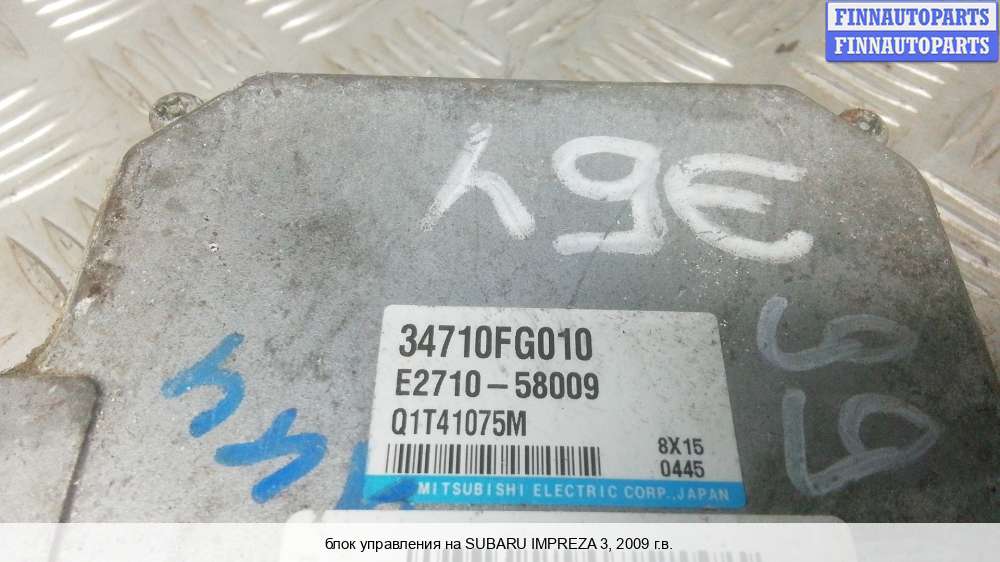 FINNAUTOPARTS
FINNAUTOPARTS
34710FG010
E2710-58009
Q1T41075M
8X15
0445
MITSUBISHI ELECTRIC CORP., JAPAN
блок управления на SUBARU IMPREZA 3, 2009 г.в.